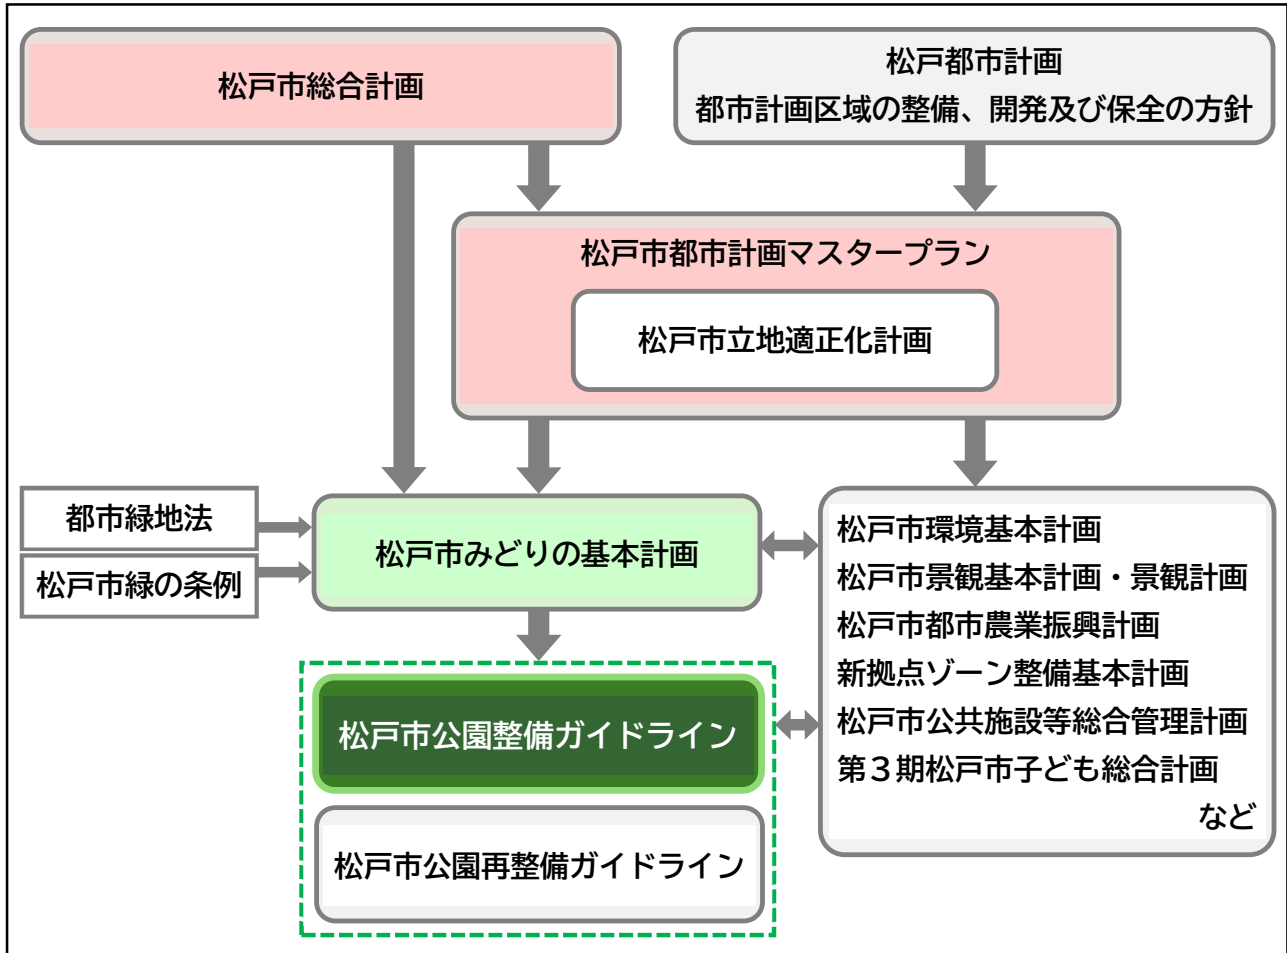 松戸市総合計画
松戸都市計画
都市計画区域の整備、開発及び保全の方針
松戸市都市計画マスタープラン
松戸市立地適正化計画
都市緑地法
松戸市緑の条例
松戸市みどりの基本計画
松戸市環境基本計画
松戸市景観基本計画・景観計画
松戸市都市農業振興計画
新拠点ゾーン整備基本計画
松戸市公共施設等総合管理計画
第３期松戸市子ども総合計画
など
松戸市公園整備ガイドライン
松戸市公園再整備ガイドライン